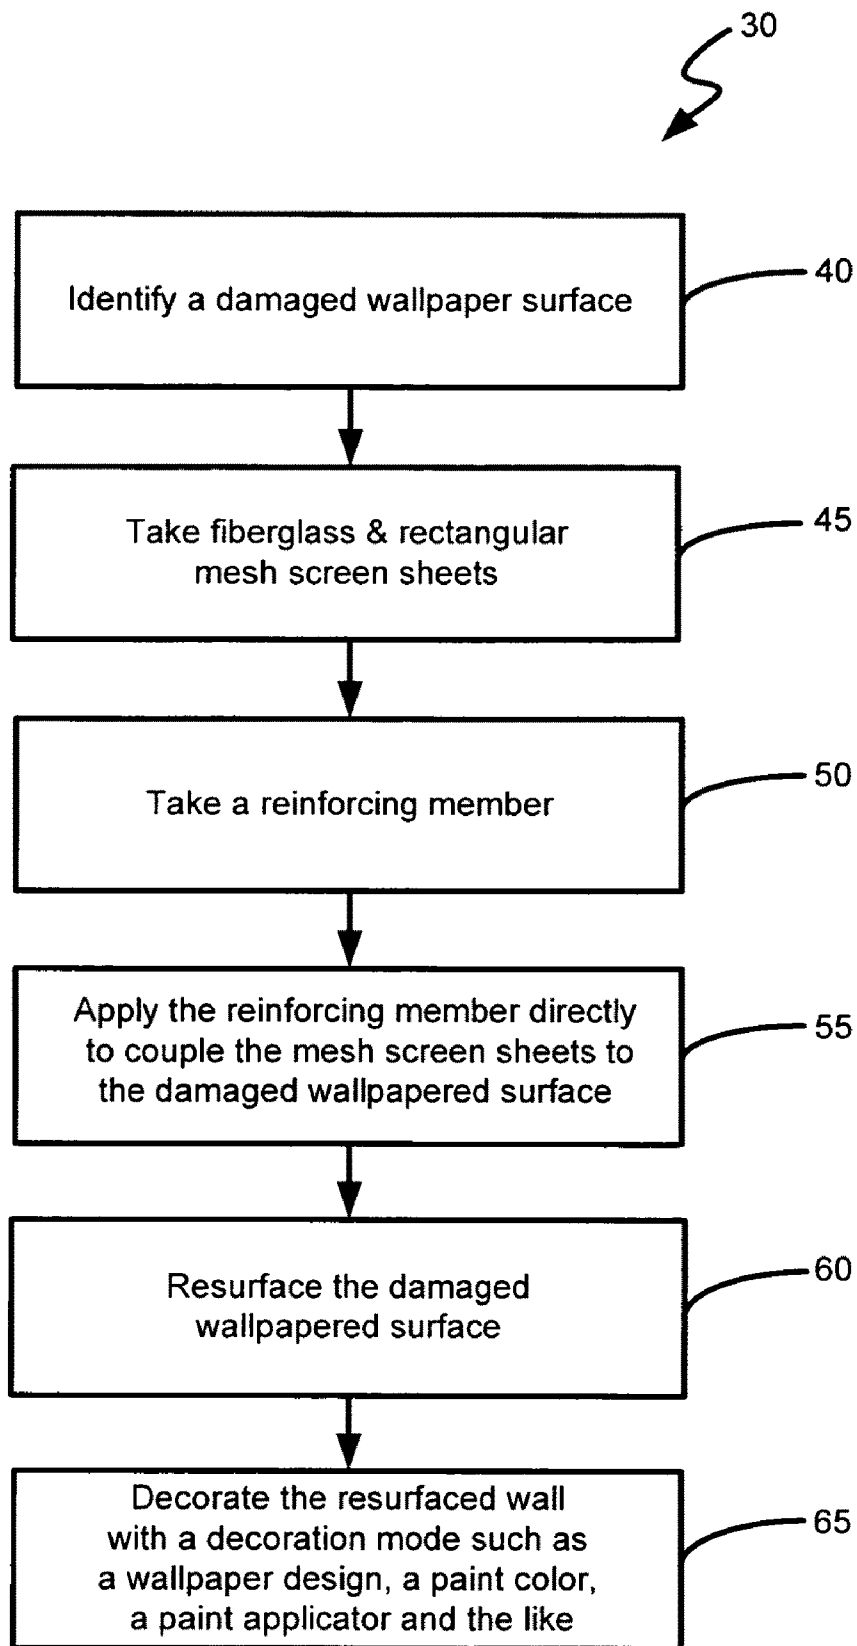 30
Identify a damaged wallpaper surface
40
Take fiberglass & rectangular
mesh screen sheets
45
Take a reinforcing member
50
Apply the reinforcing member directly
to couple the mesh screen sheets to
the damaged wallpapered surface
55
Resurface the damaged
wallpapered surface
60
Decorate the resurfaced wall
with a decoration mode such as
a wallpaper design, a paint color,
a paint applicator and the like
65